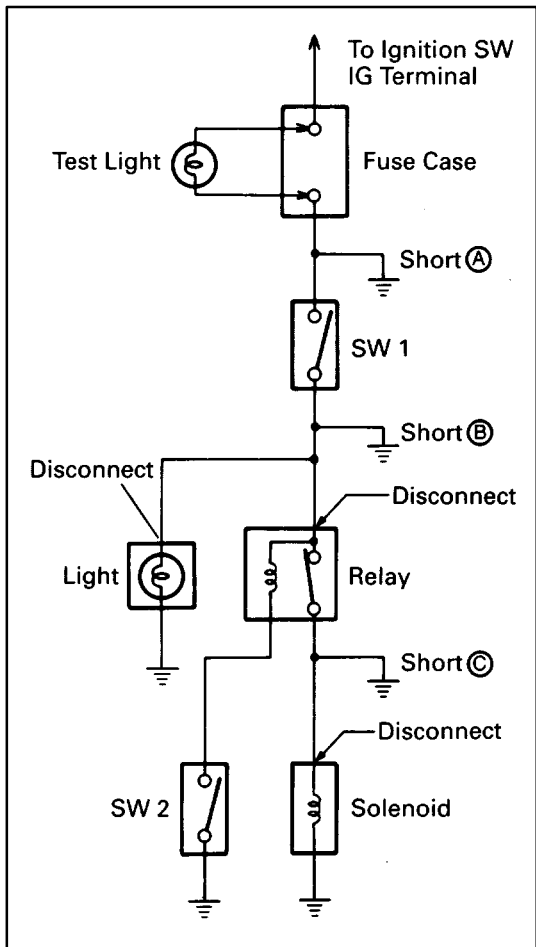 To Ignition SW
IG Terminal
Test Light
Fuse Case
Short Ⓐ
SW 1
Short Ⓑ
Disconnect
Disconnect
Light
Relay
Short Ⓒ
Disconnect
SW 2
Solenoid